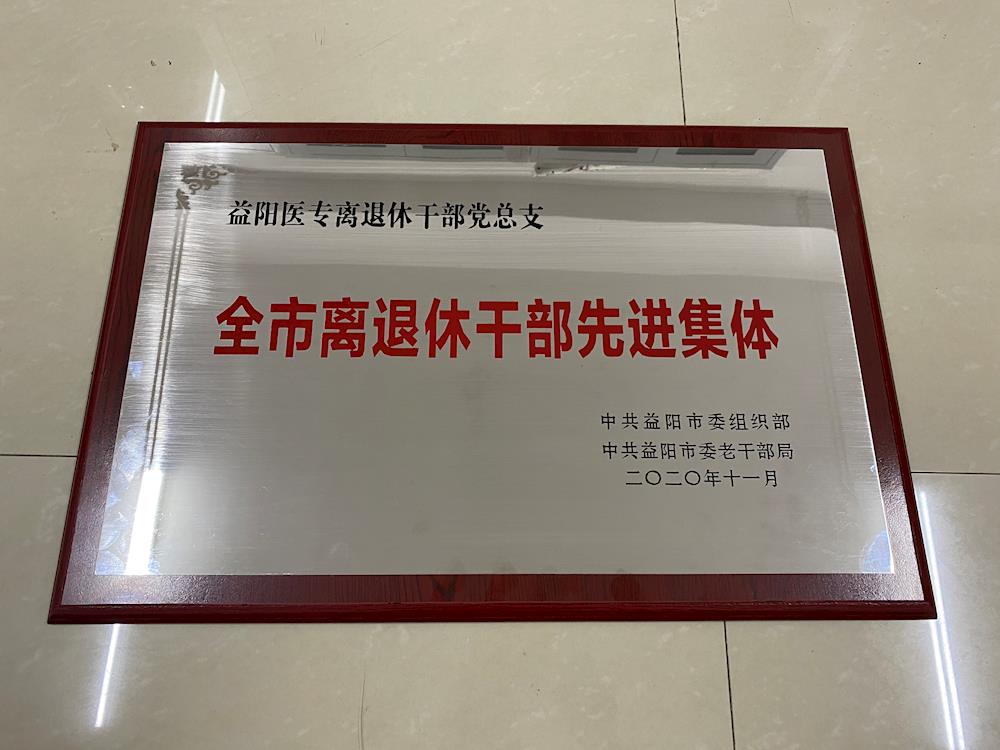 益阳医专离退休干部党总支
全市离退休干部先进集体
中共益阳市委组织部
中共益阳市委老干部局
二〇二〇年十一月